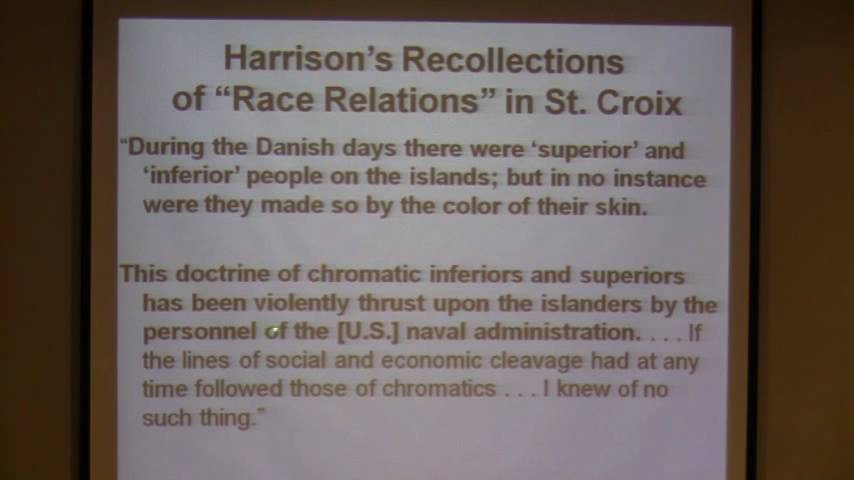 Harrison's Recollections
of “Race Relations” in St. Croix
“During the Danish days there were ‘superior’ and
‘inferior’ people on the islands; but in no instance
were they made so by the color of their skin.
This doctrine of chromatic inferiors and superiors
has been violently thrust upon the islanders by the
personnel of the [U.S.] naval administration. . . . If
the lines of social and economic cleavage had at any
time followed those of chromatics . . . I knew of no
such thing.”